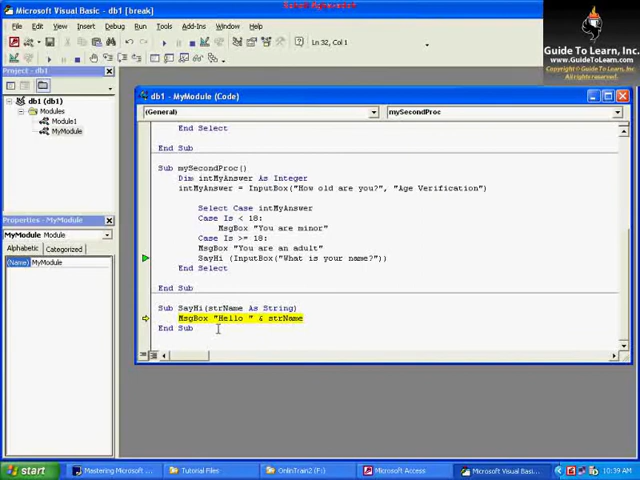 Microsoft Visual Basic - db1 [break]
File Edit View Insert Debug Run Tools Add-Ins Window Help
Ln 32, Col 1
Guide To Learn
www.GuideToLearn.com
Project - db1
db1 (db1)
Modules
Module1
MyModule
Properties - MyModule
MyModule Module
Alphabetic Categorized
(Name) MyModule
db1 - MyModule (Code)
(General) mySecondProc
End Select
End Sub
Sub mySecondProc()
Dim intMyAnswer As Integer
intMyAnswer = InputBox("How old are you?", "Age Verification")
Select Case intMyAnswer
Case Is < 18:
MsgBox "You are minor"
Case Is >= 18:
MsgBox "You are an adult"
SayHi (InputBox("What is your name?"))
End Select
End Sub
Sub SayHi(strName As String)
MsgBox "Hello " & strName
End Sub
start Mastering Microsoft ... Tutorial Files OnlinTrain2 (F:) Microsoft Access Microsoft Visual Basi... 10:39 AM